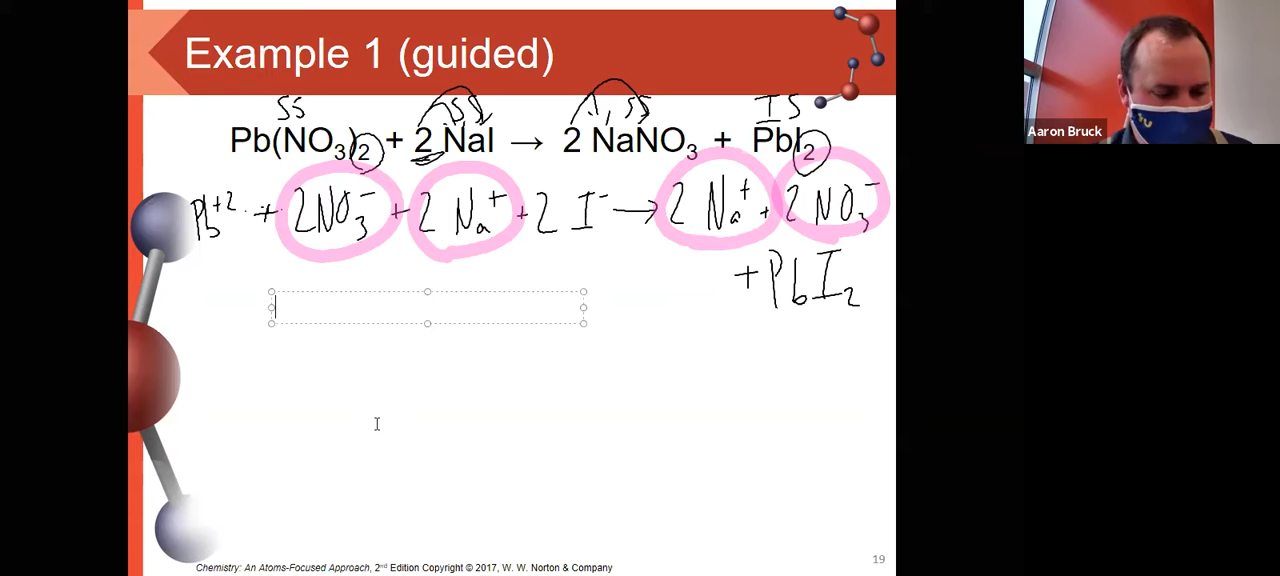 Example 1 (guided)
SS SS 1, SS IS
Pb(NO₃)₂ + 2 NaI → 2 NaNO₃ + PbI₂
Pb⁺² + 2NO₃⁻ + 2 Na⁺ + 2 I⁻ → 2 Na⁺ + 2 NO₃⁻
+ PbI₂
Aaron Bruck
TU
19
Chemistry: An Atoms-Focused Approach, 2nd Edition Copyright © 2017, W. W. Norton & Company